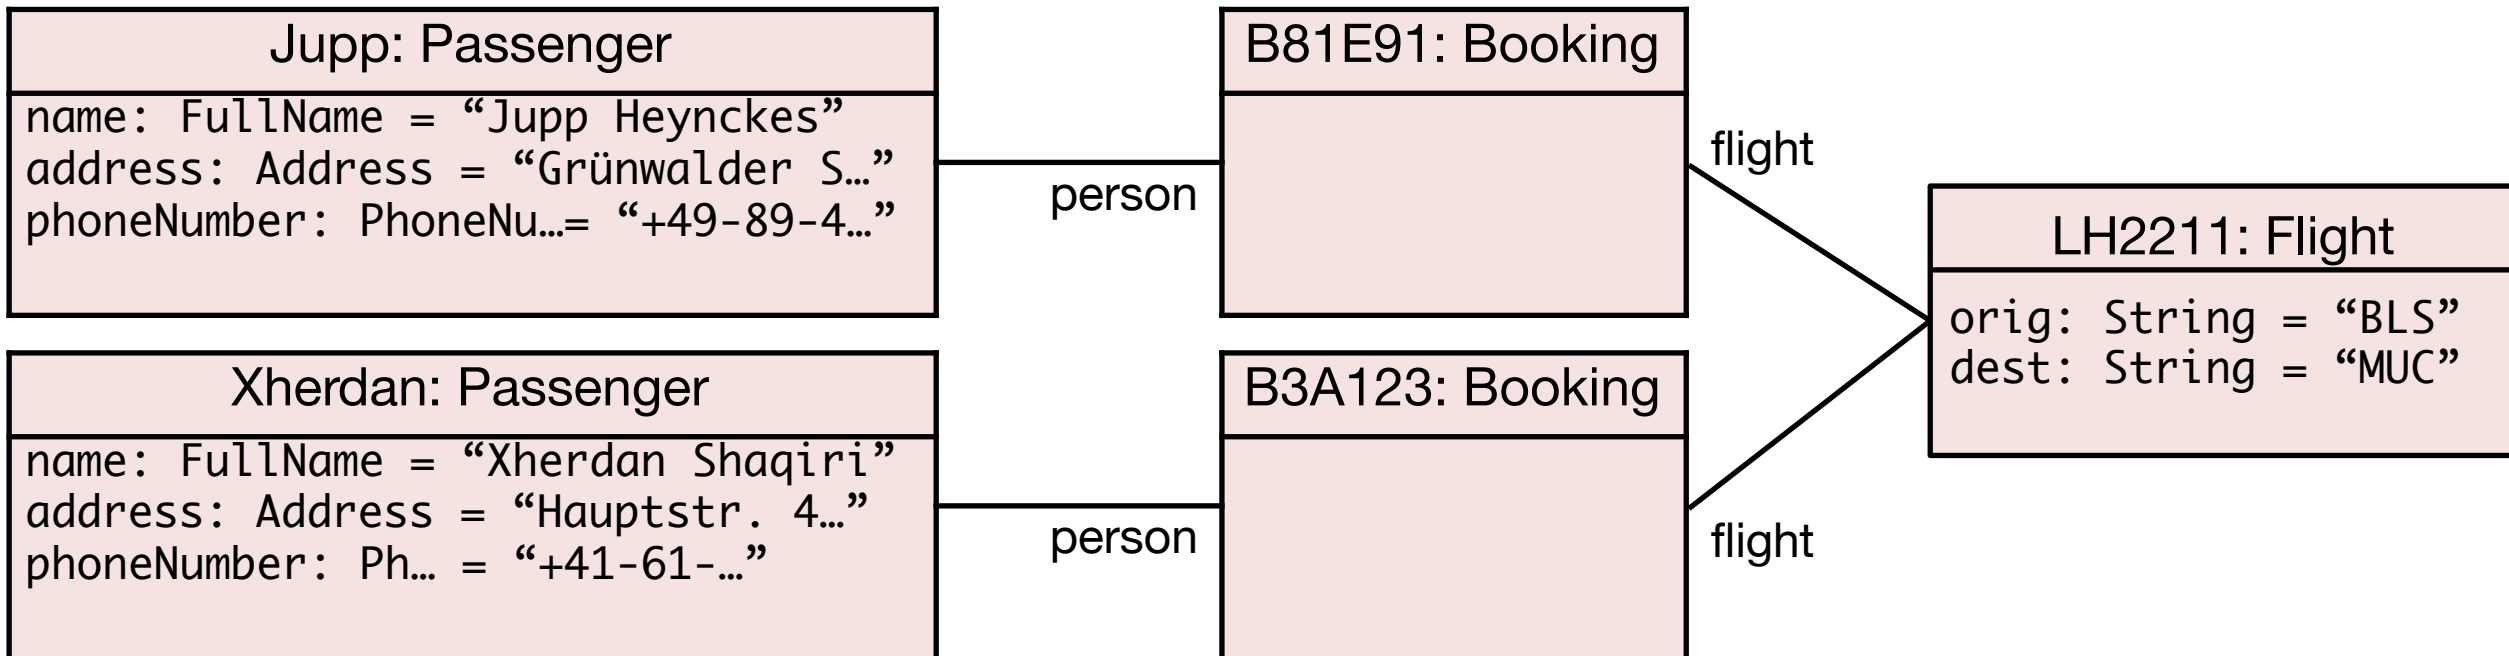 Jupp: Passenger
name: FullName = “Jupp Heynckes”
address: Address = “Grünwalder S…”
phoneNumber: PhoneNu…= “+49-89-4…”
person
B81E91: Booking
flight
Xherdan: Passenger
name: FullName = “Xherdan Shaqiri”
address: Address = “Hauptstr. 4…”
phoneNumber: Ph… = “+41-61-…”
person
B3A123: Booking
flight
LH2211: Flight
orig: String = “BLS”
dest: String = “MUC”